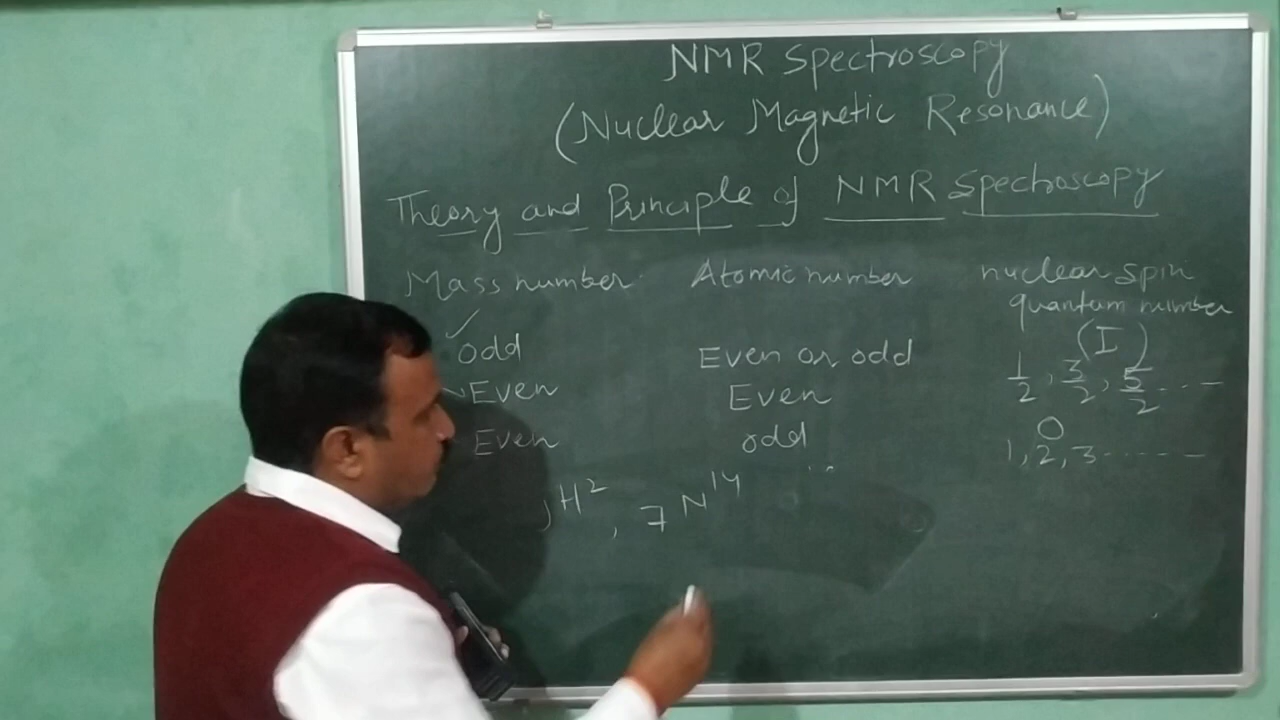 NMR Spectroscopy
(Nuclear Magnetic Resonance)
Theory and Principle of NMR Spectroscopy
Mass number Atomic number nuclear spin
quantum number
(I)
✓
Odd Even or odd 1/2, 3/2, 5/2 ...--
Even Even 0
Even odd 1, 2, 3 -----
1H², 7N¹⁴